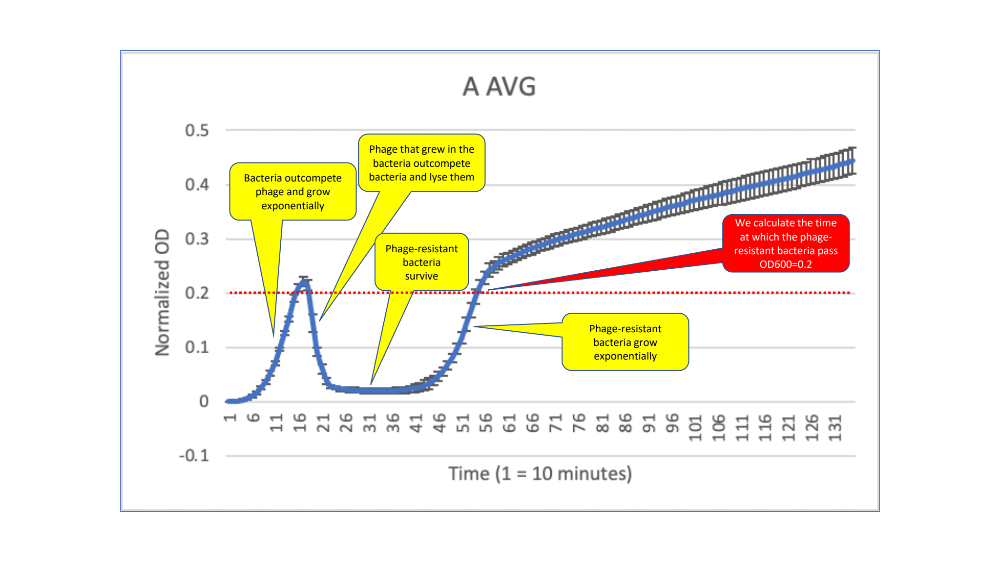 A AVG
0.5
0.4
0.3
0.2
0.1
0
-0.1
Normalized OD
Bacteria outcompete
phage and grow
exponentially
Phage that grew in the
bacteria outcompete
bacteria and lyse them
Phage-resistant
bacteria
survive
We calculate the time
at which the phage-
resistant bacteria pass
OD600=0.2
Phage-resistant
bacteria grow
exponentially
1 6 11 16 21 26 31 36 41 46 51 56 61 66 71 76 81 86 91 96 101 106 111 116 121 126 131
Time (1 = 10 minutes)